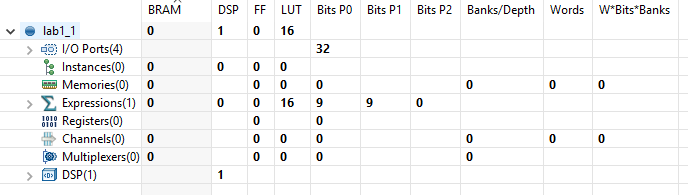 BRAM DSP FF LUT Bits P0 Bits P1 Bits P2 Banks/Depth Words W*Bits*Banks
lab1_1 0 1 0 16
I/O Ports(4) 32
Instances(0) 0 0 0 0
Memories(0) 0 0 0 0 0 0 0
Expressions(1) 0 0 0 16 9 9 0
Registers(0) 0 0
Channels(0) 0 0 0 0 0 0 0
Multiplexers(0) 0 0 0 0 0
DSP(1) 1